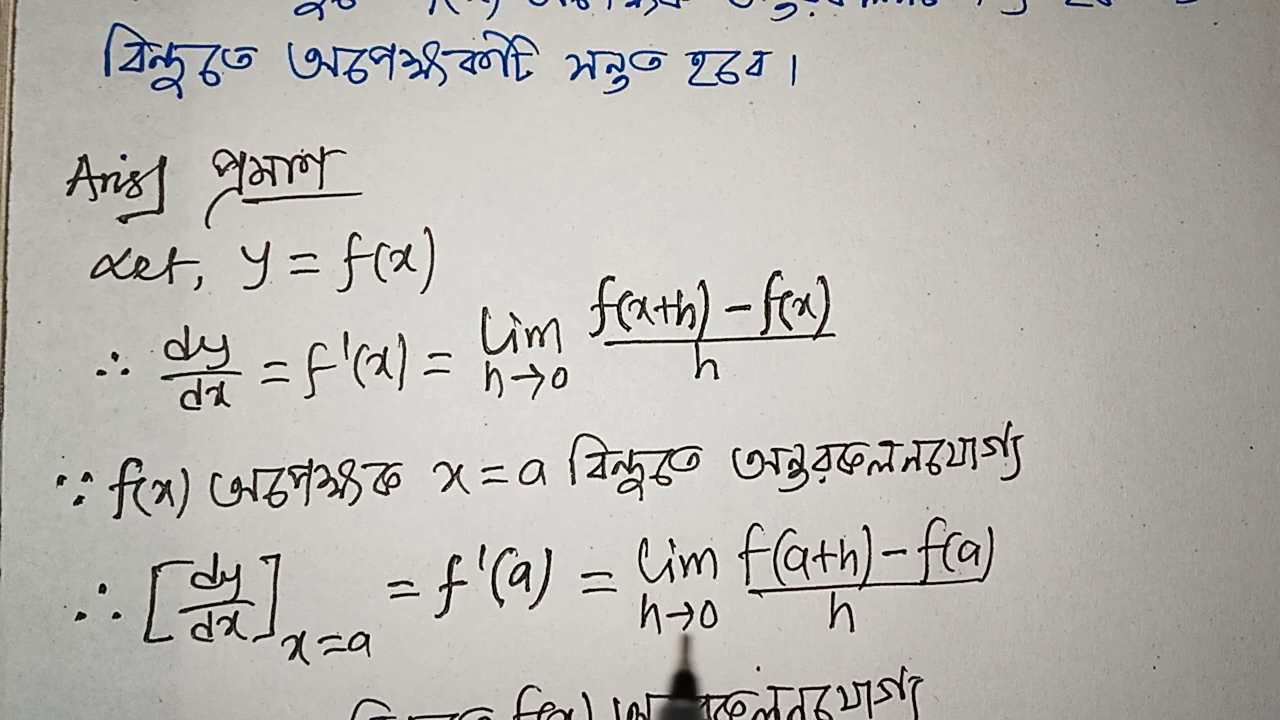 বিন্দুতে অপেক্ষকটি সন্তত হবে।
Ans] প্রমাণ
Let, y = f(x)
∴ dy/dx = f'(x) = lim h→0 f(x+h) - f(x) / h
∵ f(x) অপেক্ষক x = a বিন্দুতে অন্তরকলনযোগ্য
∴ [dy/dx] x=a = f'(a) = lim h→0 f(a+h) - f(a) / h
f(x)